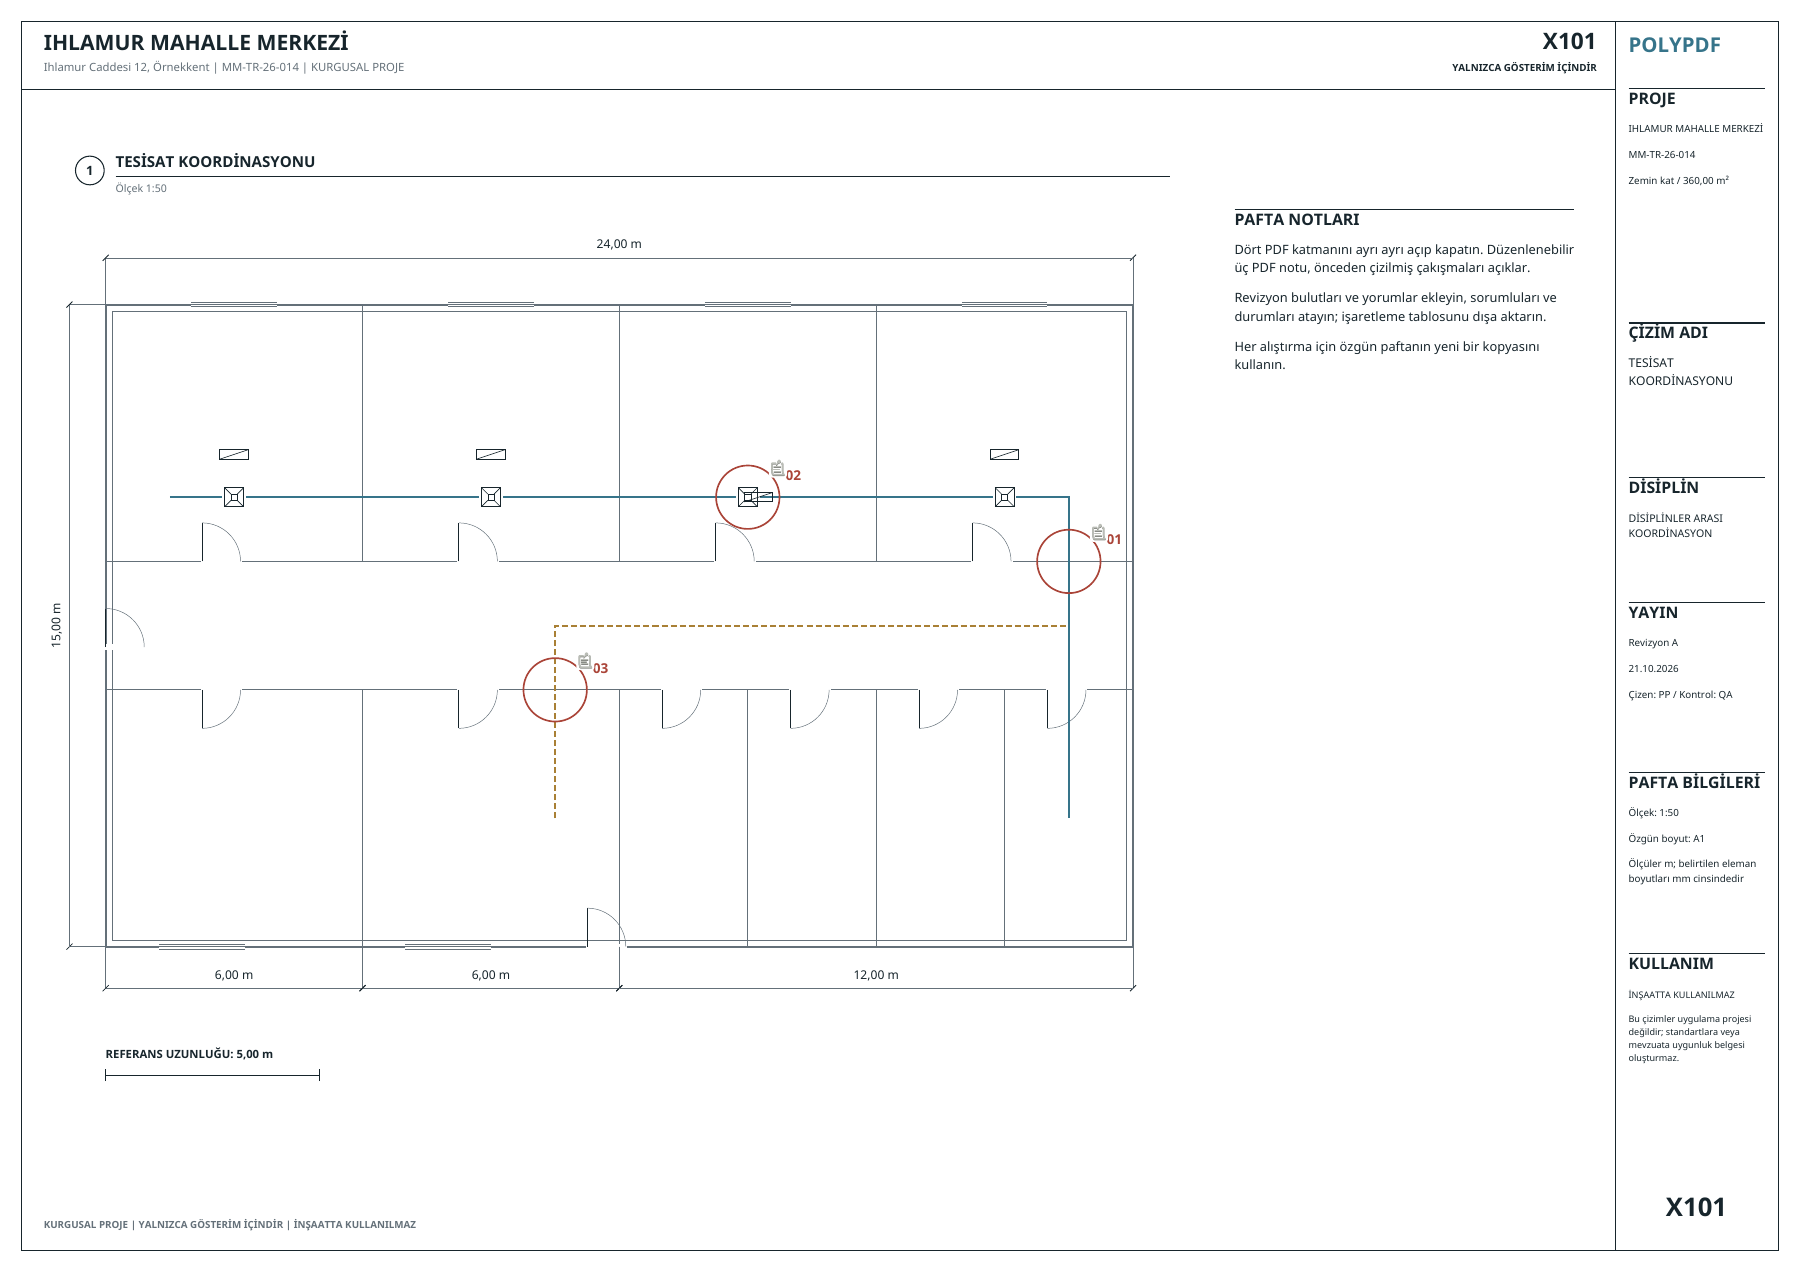 IHLAMUR MAHALLE MERKEZİ
Ihlamur Caddesi 12, Örnekkent | MM-TR-26-014 | KURGUSAL PROJE
X101
YALNIZCA GÖSTERİM İÇİNDİR
1
TESİSAT KOORDİNASYONU
Ölçek 1:50
24,00 m
15,00 m
02
01
03
6,00 m
6,00 m
12,00 m
REFERANS UZUNLUĞU: 5,00 m
PAFTA NOTLARI
Dört PDF katmanını ayrı ayrı açıp kapatın. Düzenlenebilir
üç PDF notu, önceden çizilmiş çakışmaları açıklar.
Revizyon bulutları ve yorumlar ekleyin, sorumluları ve
durumları atayın; işaretleme tablosunu dışa aktarın.
Her alıştırma için özgün paftanın yeni bir kopyasını
kullanın.
POLYPDF
PROJE
IHLAMUR MAHALLE MERKEZİ
MM-TR-26-014
Zemin kat / 360,00 m²
ÇİZİM ADI
TESİSAT
KOORDİNASYONU
DİSİPLİN
DİSİPLİNLER ARASI
KOORDİNASYON
YAYIN
Revizyon A
21.10.2026
Çizen: PP / Kontrol: QA
PAFTA BİLGİLERİ
Ölçek: 1:50
Özgün boyut: A1
Ölçüler m; belirtilen eleman
boyutları mm cinsindedir
KULLANIM
İNŞAATTA KULLANILMAZ
Bu çizimler uygulama projesi
değildir; standartlara veya
mevzuata uygunluk belgesi
oluşturmaz.
X101
KURGUSAL PROJE | YALNIZCA GÖSTERİM İÇİNDİR | İNŞAATTA KULLANILMAZ